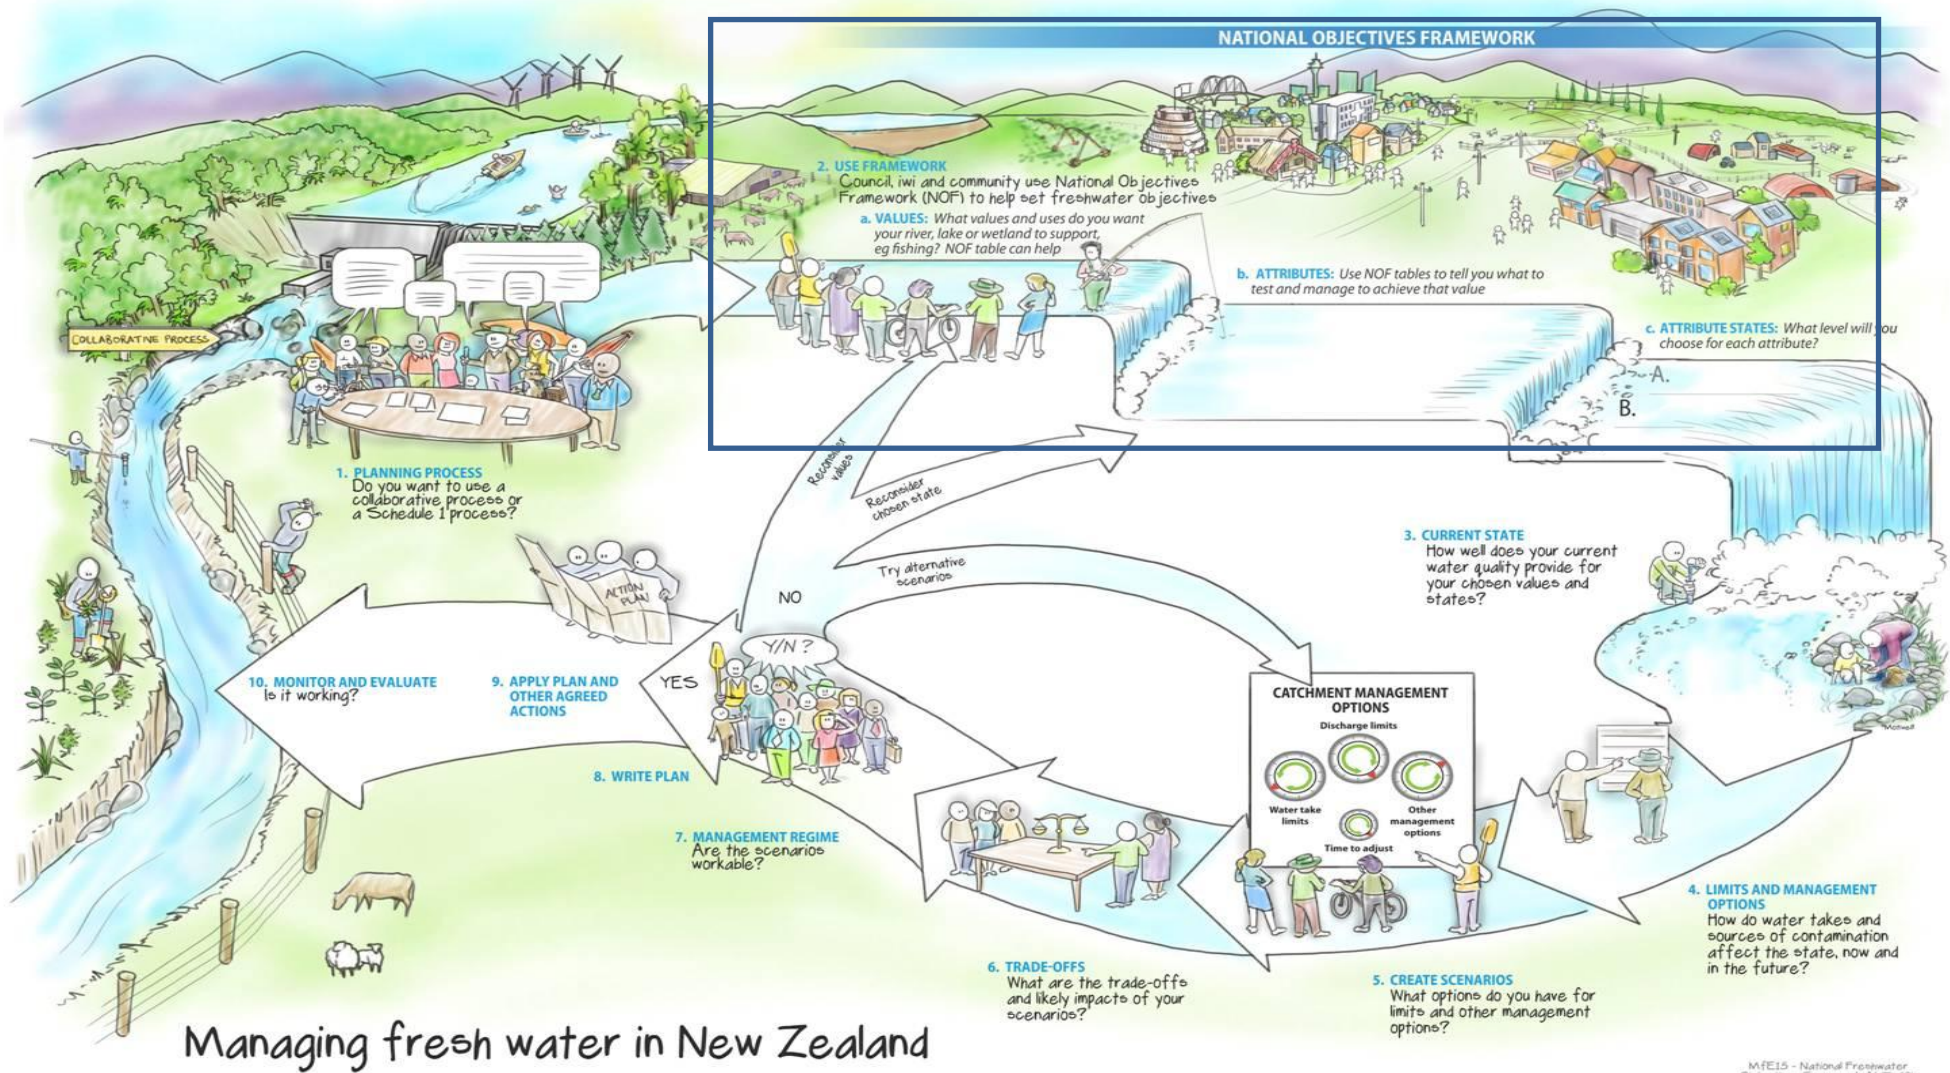 NATIONAL OBJECTIVES FRAMEWORK
COLLABORATIVE PROCESS
1. PLANNING PROCESS
Do you want to use a
collaborative process or
a Schedule 1 process?
2. USE FRAMEWORK
Council, iwi and community use National Objectives
Framework (NOF) to help set freshwater objectives
a. VALUES: What values and uses do you want
your river, lake or wetland to support,
eg fishing? NOF table can help
b. ATTRIBUTES: Use NOF tables to tell you what to
test and manage to achieve that value
c. ATTRIBUTE STATES: What level will you
choose for each attribute?
A.
B.
3. CURRENT STATE
How well does your current
water quality provide for
your chosen values and
states?
4. LIMITS AND MANAGEMENT
OPTIONS
How do water takes and
sources of contamination
affect the state, now and
in the future?
5. CREATE SCENARIOS
What options do you have for
limits and other management
options?
CATCHMENT MANAGEMENT
OPTIONS
Discharge limits
Water take
limits
Other
management
options
Time to adjust
6. TRADE-OFFS
What are the trade-offs
and likely impacts of your
scenarios?
7. MANAGEMENT REGIME
Are the scenarios
workable?
Y/N ?
NO
Reconsider
values
Reconsider
chosen state
Try alternative
scenarios
YES
8. WRITE PLAN
9. APPLY PLAN AND
OTHER AGREED
ACTIONS
ACTION
PLAN!
10. MONITOR AND EVALUATE
Is it working?
Managing fresh water in New Zealand
MfE15 - National Freshwater